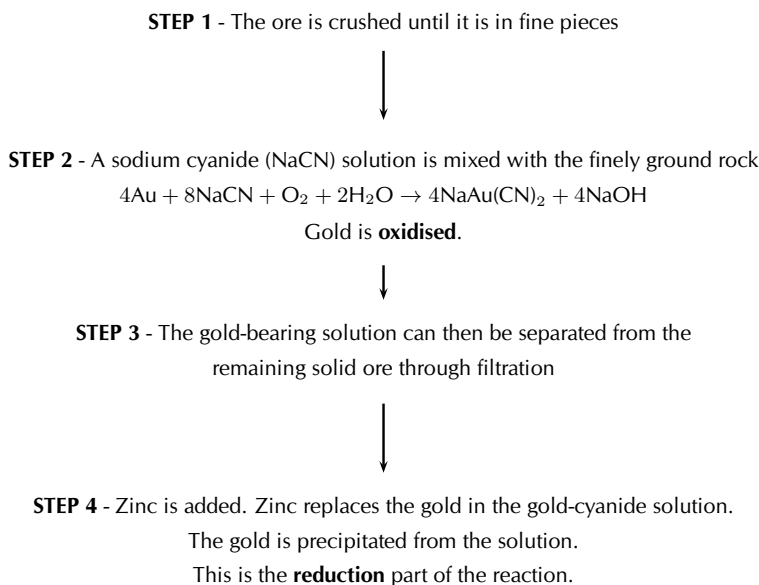 STEP 1 - The ore is crushed until it is in fine pieces
STEP 2 - A sodium cyanide (NaCN) solution is mixed with the finely ground rock
4Au + 8NaCN + O₂ + 2H₂O → 4NaAu(CN)₂ + 4NaOH
Gold is oxidised.
STEP 3 - The gold-bearing solution can then be separated from the
remaining solid ore through filtration
STEP 4 - Zinc is added. Zinc replaces the gold in the gold-cyanide solution.
The gold is precipitated from the solution.
This is the reduction part of the reaction.